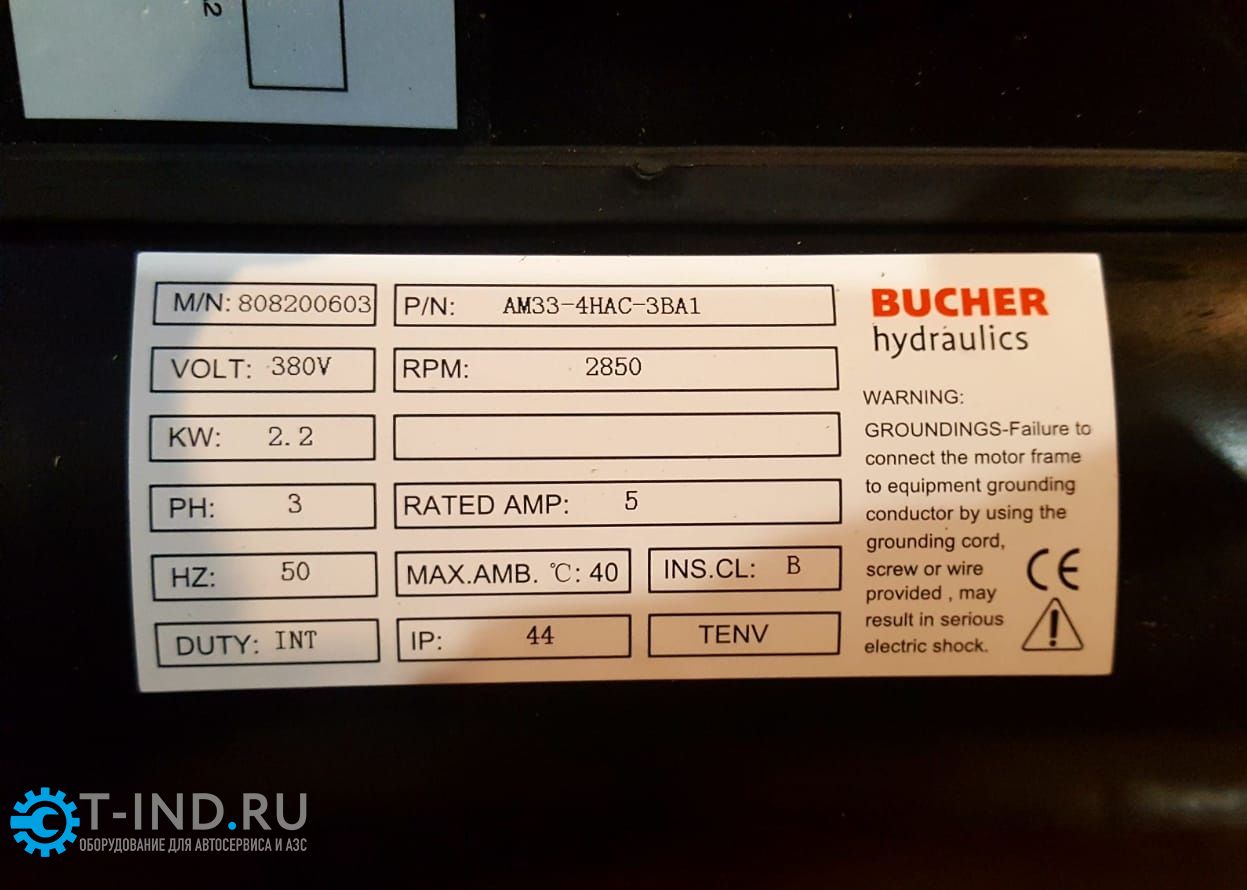 2
M/N: 808200603
P/N: AM33-4HAC-3BA1
VOLT: 380V
RPM: 2850
KW: 2.2
PH: 3
RATED AMP: 5
HZ: 50
MAX.AMB. ℃: 40
INS.CL: B
DUTY: INT
IP: 44
TENV
BUCHER
hydraulics
WARNING:
GROUNDINGS-Failure to
connect the motor frame
to equipment grounding
conductor by using the
grounding cord,
screw or wire
provided , may
result in serious
electric shock.
CE
T-IND.RU
ОБОРУДОВАНИЕ ДЛЯ АВТОСЕРВИСА И АЗС